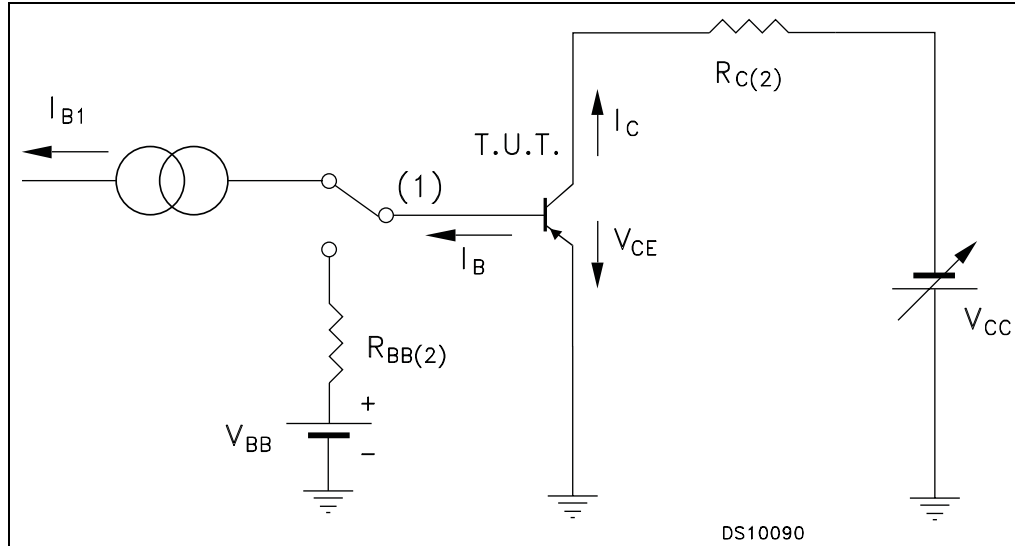 I_B1
R_C(2)
I_C
T.U.T.
(1)
V_CE
I_B
V_CC
R_BB(2)
+
V_BB
−
DS10090